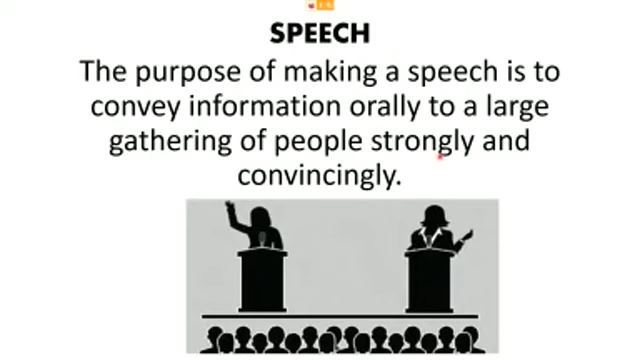 SPEECH
The purpose of making a speech is to
convey information orally to a large
gathering of people strongly and
convincingly.